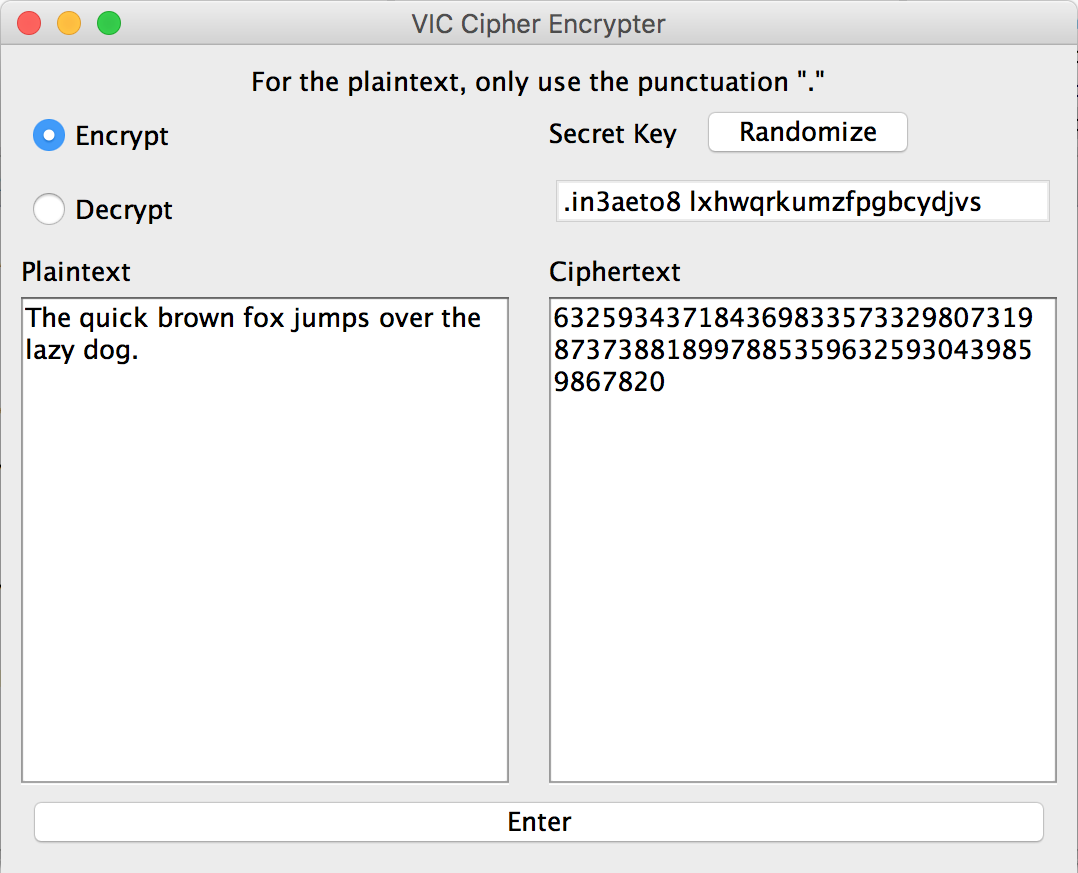 VIC Cipher Encrypter
For the plaintext, only use the punctuation "."
Encrypt
Secret Key
Randomize
Decrypt
.in3aeto8 lxhwqrkumzfpgbcydjvs
Plaintext
Ciphertext
The quick brown fox jumps over the
lazy dog.
632593437184369833573329807319
873738818997885359632593043985
9867820
Enter